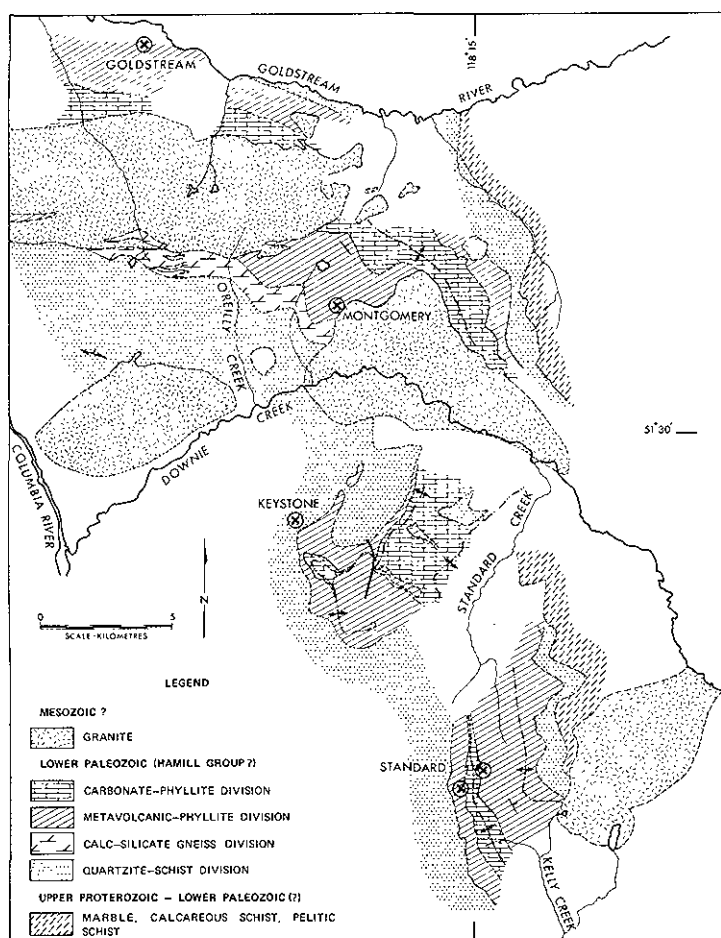 118° 15'
GOLDSTREAM
GOLDSTREAM
RIVER
O'REILLY
CREEK
MONTGOMERY
51° 30'
COLUMBIA RIVER
DOWNIE
CREEK
KEYSTONE
STANDARD
CREEK
N
0 5
SCALE-KILOMETRES
STANDARD
KELLY CREEK
LEGEND
MESOZOIC ?
GRANITE
LOWER PALEOZOIC (HAMILL GROUP?)
CARBONATE-PHYLLITE DIVISION
METAVOLCANIC-PHYLLITE DIVISION
CALC-SILICATE GNEISS DIVISION
QUARTZITE-SCHIST DIVISION
UPPER PROTEROZOIC - LOWER PALEOZOIC(?)
MARBLE, CALCAREOUS SCHIST, PELITIC
SCHIST